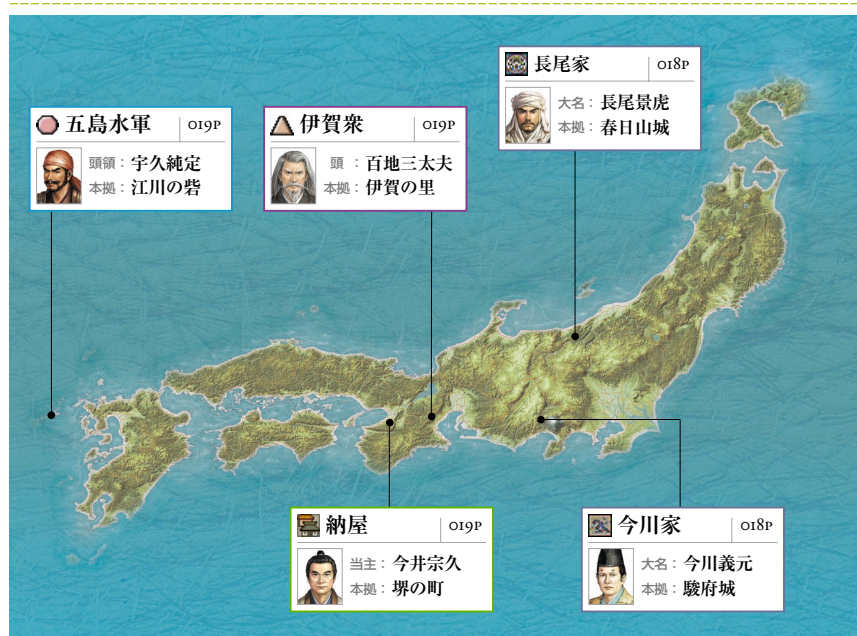 長尾家 018P
大名：長尾景虎
本拠：春日山城
五島水軍 019P
頭領：宇久純定
本拠：江川の砦
伊賀衆 019P
頭：百地三太夫
本拠：伊賀の里
納屋 019P
当主：今井宗久
本拠：堺の町
今川家 018P
大名：今川義元
本拠：駿府城